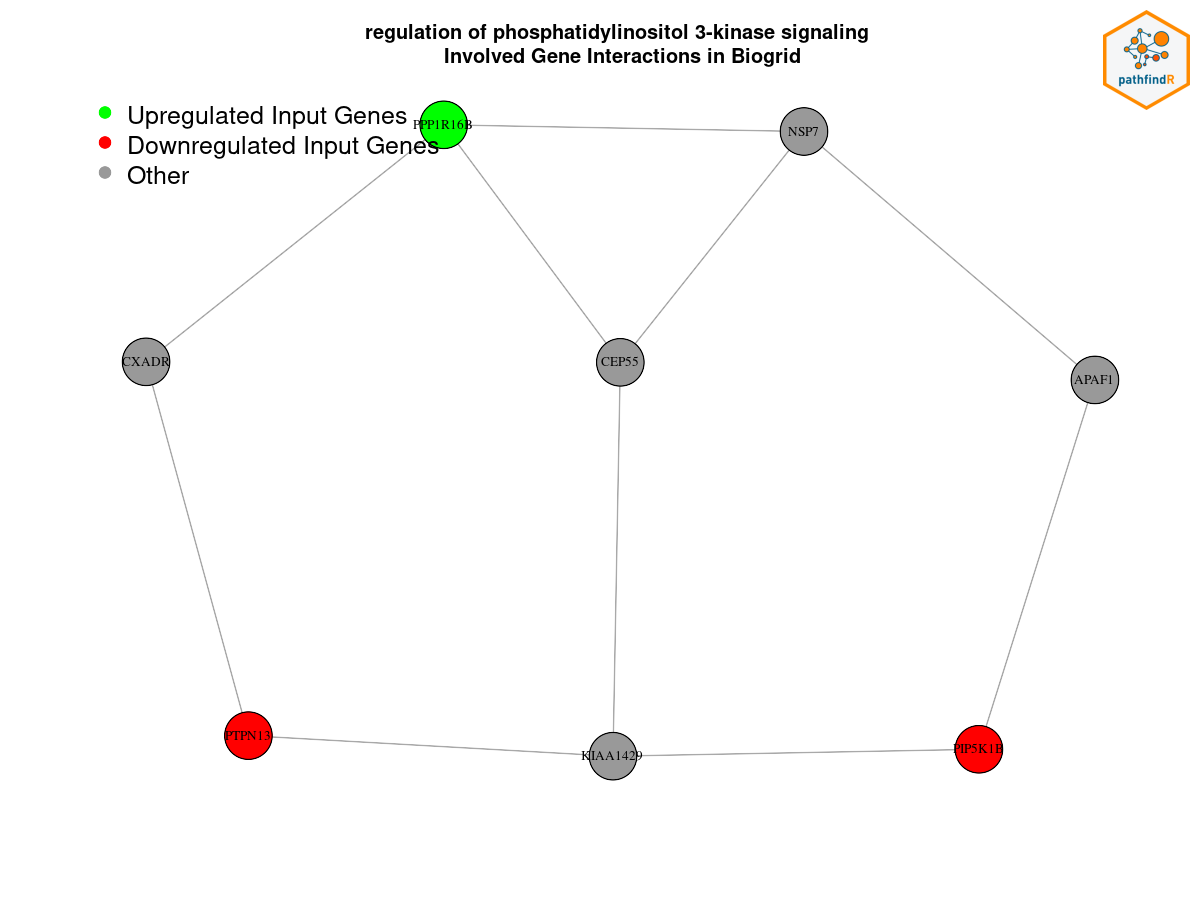 regulation of phosphatidylinositol 3-kinase signaling
Involved Gene Interactions in Biogrid
pathfindR
Upregulated Input Genes
Downregulated Input Genes
Other
PPP1R16B
NSP7
CXADR
CEP55
APAF1
PTPN13
KIAA1429
PIP5K1B